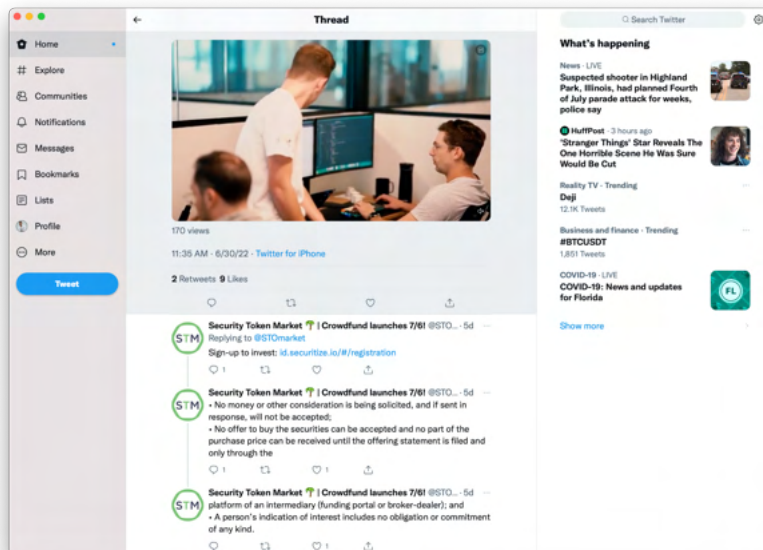 Thread
Search Twitter
Home
Explore
Communities
Notifications
Messages
Bookmarks
Lists
Profile
More
Tweet
170 views
11:35 AM · 6/30/22 · Twitter for iPhone
2 Retweets 9 Likes
STM
Security Token Market 🌴 | Crowdfund launches 7/6! @STO... · 5d
Replying to @STOmarket
Sign-up to invest: id.securitize.io/#/registration
1
STM
Security Token Market 🌴 | Crowdfund launches 7/6! @STO... · 5d
• No money or other consideration is being solicited, and if sent in
response, will not be accepted;
• No offer to buy the securities can be accepted and no part of the
purchase price can be received until the offering statement is filed and
only through the
1 1
STM
Security Token Market 🌴 | Crowdfund launches 7/6! @STO... · 5d
platform of an intermediary (funding portal or broker-dealer); and
• A person's indication of interest includes no obligation or commitment
of any kind.
1
What's happening
News · LIVE
Suspected shooter in Highland
Park, Illinois, had planned Fourth
of July parade attack for weeks,
police say
HuffPost · 3 hours ago
'Stranger Things' Star Reveals The
One Horrible Scene He Was Sure
Would Be Cut
Reality TV · Trending
Deji
12.1K Tweets
Business and finance · Trending
#BTCUSDT
1,851 Tweets
COVID-19 · LIVE
COVID-19: News and updates
for Florida
FL
Show more